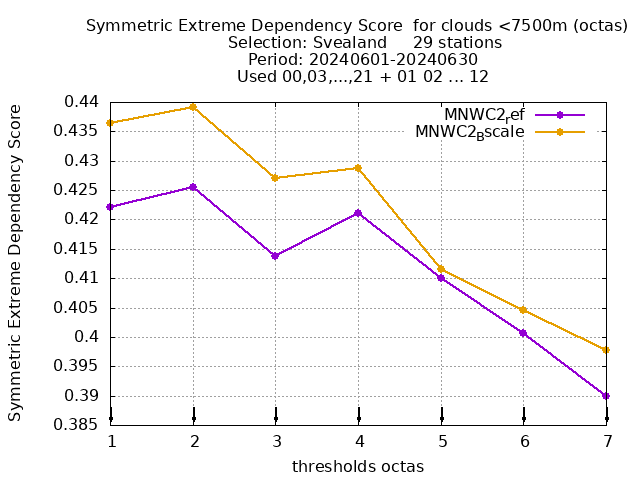 Symmetric Extreme Dependency Score  for clouds <7500m (octas)
Selection: Svealand     29 stations
Period: 20240601-20240630
Used 00,03,...,21 + 01 02 ... 12
Symmetric Extreme Dependency Score
0.44
0.435
0.43
0.425
0.42
0.415
0.41
0.405
0.4
0.395
0.39
0.385
MNWC2ref
MNWC2Bscale
1 2 3 4 5 6 7
thresholds octas